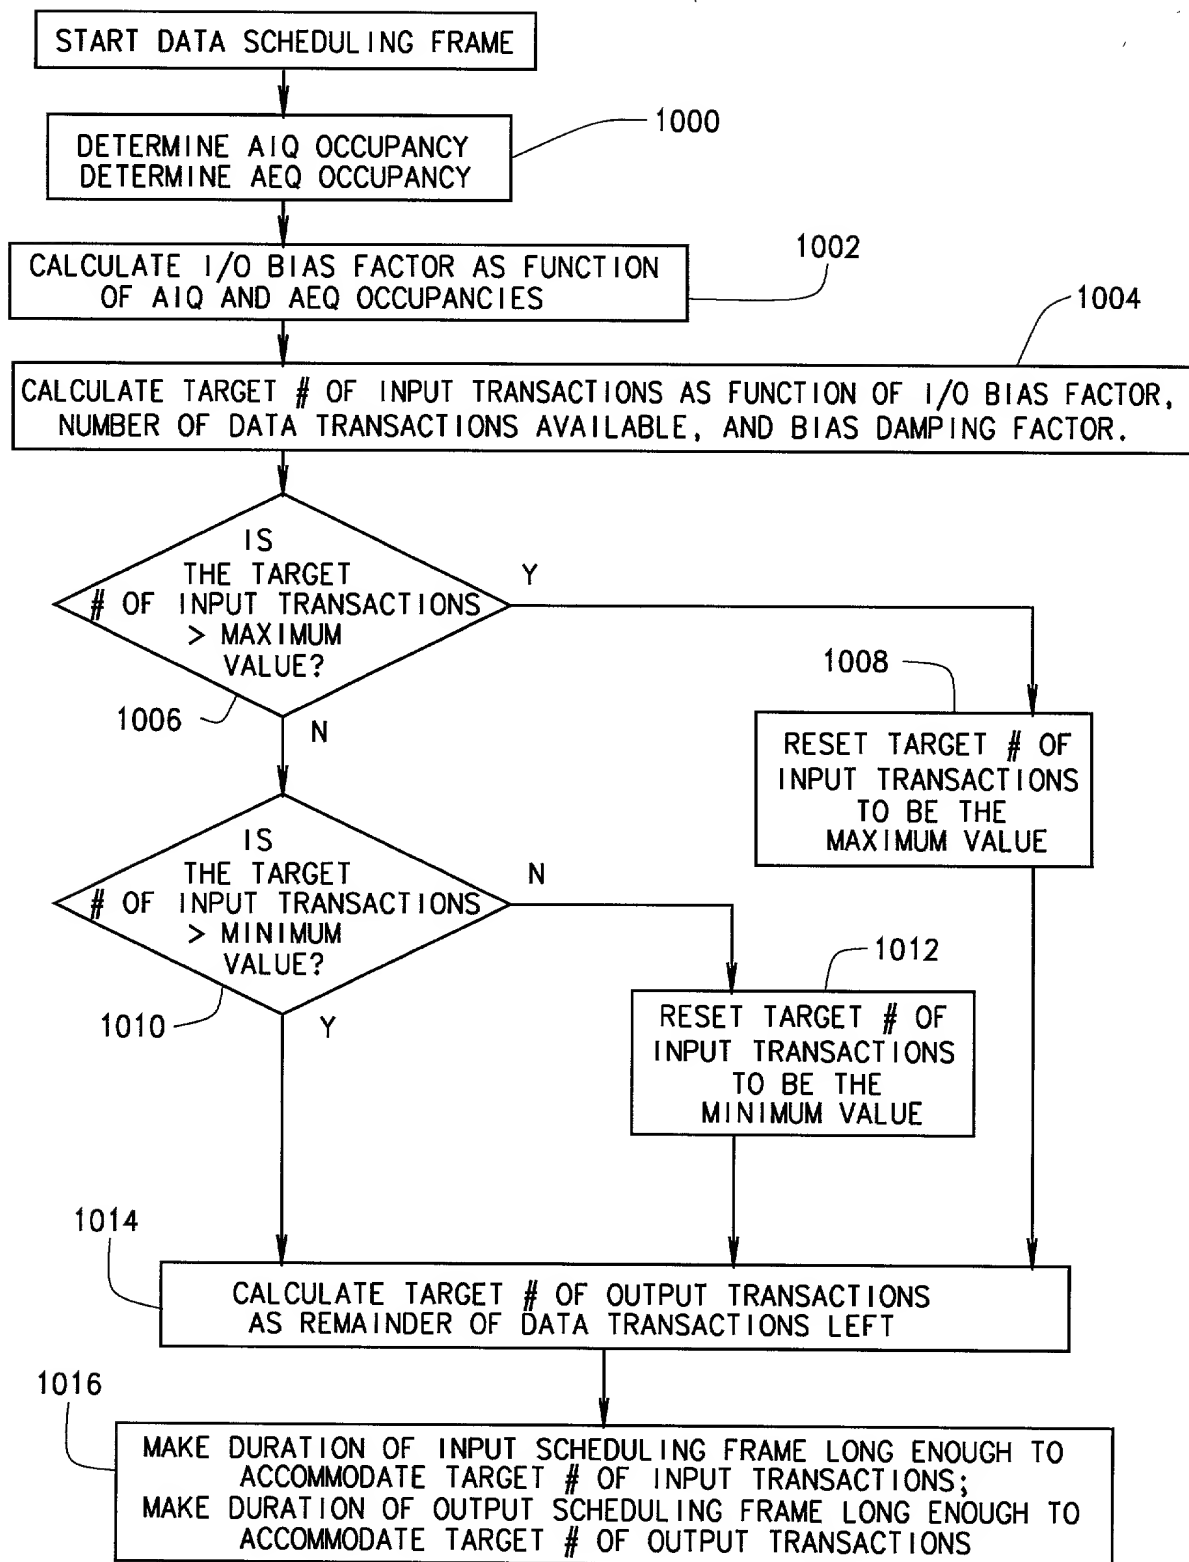 START DATA SCHEDULING FRAME
1000
DETERMINE AIQ OCCUPANCY
DETERMINE AEQ OCCUPANCY
1002
CALCULATE I/O BIAS FACTOR AS FUNCTION
OF AIQ AND AEQ OCCUPANCIES
1004
CALCULATE TARGET # OF INPUT TRANSACTIONS AS FUNCTION OF I/O BIAS FACTOR,
NUMBER OF DATA TRANSACTIONS AVAILABLE, AND BIAS DAMPING FACTOR.
IS
THE TARGET
# OF INPUT TRANSACTIONS
> MAXIMUM
VALUE?
Y
1006
N
1008
RESET TARGET # OF
INPUT TRANSACTIONS
TO BE THE
MAXIMUM VALUE
IS
THE TARGET
# OF INPUT TRANSACTIONS
> MINIMUM
VALUE?
N
1010
Y
1012
RESET TARGET # OF
INPUT TRANSACTIONS
TO BE THE
MINIMUM VALUE
1014
CALCULATE TARGET # OF OUTPUT TRANSACTIONS
AS REMAINDER OF DATA TRANSACTIONS LEFT
1016
MAKE DURATION OF INPUT SCHEDULING FRAME LONG ENOUGH TO
ACCOMMODATE TARGET # OF INPUT TRANSACTIONS;
MAKE DURATION OF OUTPUT SCHEDULING FRAME LONG ENOUGH TO
ACCOMMODATE TARGET # OF OUTPUT TRANSACTIONS